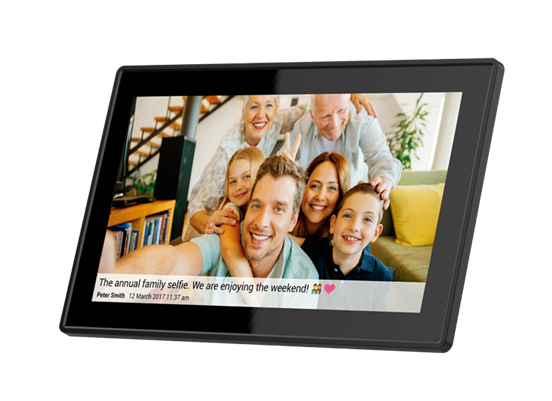 The annual family selfie. We are enjoying the weekend! 👫💗
Peter Smith 12 March 2017 11.37 am